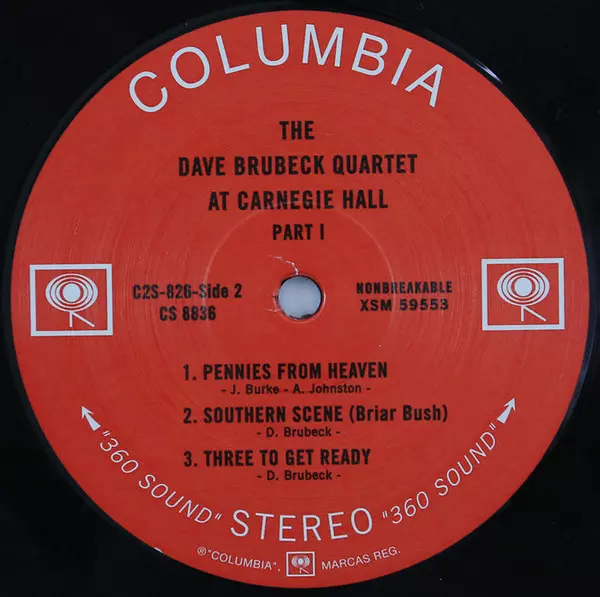 COLUMBIA
THE
DAVE BRUBECK QUARTET
AT CARNEGIE HALL
PART I
C2S-826-Side 2
CS 8836
NONBREAKABLE
XSM 59553
1. PENNIES FROM HEAVEN
- J. Burke - A. Johnston -
2. SOUTHERN SCENE (Briar Bush)
- D. Brubeck -
3. THREE TO GET READY
- D. Brubeck -
"360 SOUND" STEREO "360 SOUND"
℗"COLUMBIA", MARCAS REG.